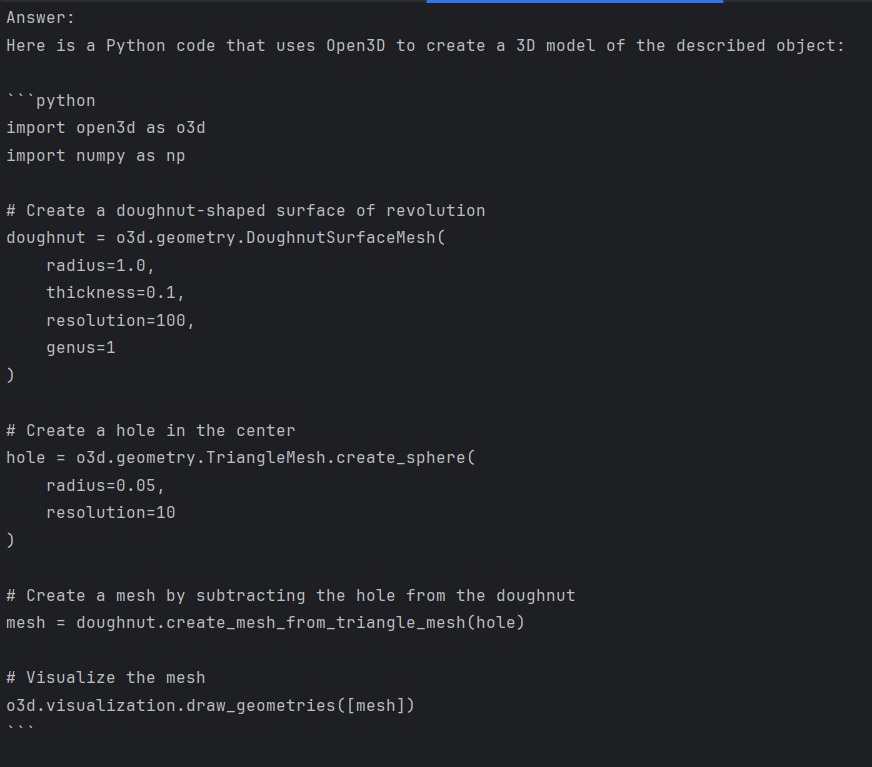 Answer:
Here is a Python code that uses Open3D to create a 3D model of the described object:

```python
import open3d as o3d
import numpy as np

# Create a doughnut-shaped surface of revolution
doughnut = o3d.geometry.DoughnutSurfaceMesh(
    radius=1.0,
    thickness=0.1,
    resolution=100,
    genus=1
)

# Create a hole in the center
hole = o3d.geometry.TriangleMesh.create_sphere(
    radius=0.05,
    resolution=10
)

# Create a mesh by subtracting the hole from the doughnut
mesh = doughnut.create_mesh_from_triangle_mesh(hole)

# Visualize the mesh
o3d.visualization.draw_geometries([mesh])
```